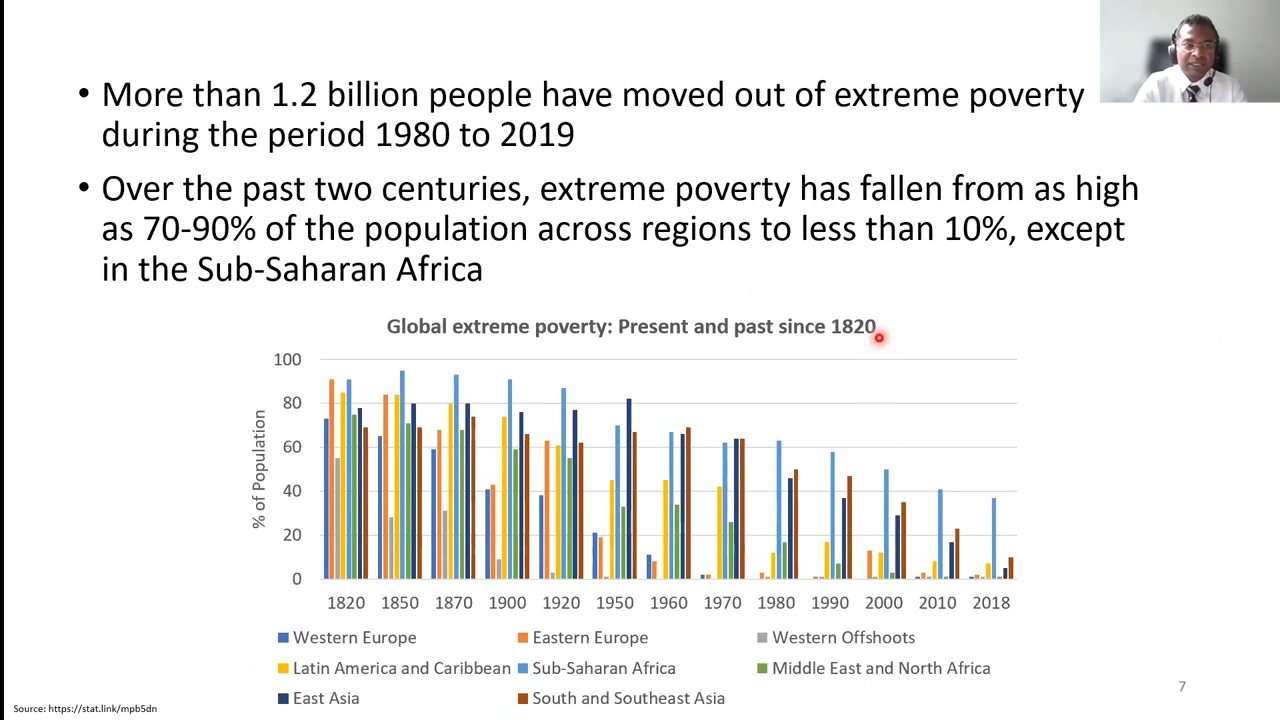 • More than 1.2 billion people have moved out of extreme poverty
during the period 1980 to 2019
• Over the past two centuries, extreme poverty has fallen from as high
as 70-90% of the population across regions to less than 10%, except
in the Sub-Saharan Africa
Global extreme poverty: Present and past since 1820
% of Population
100
80
60
40
20
0
1820 1850 1870 1900 1920 1950 1960 1970 1980 1990 2000 2010 2018
Western Europe Eastern Europe Western Offshoots
Latin America and Caribbean Sub-Saharan Africa Middle East and North Africa
East Asia South and Southeast Asia
7
Source: https://stat.link/mpb5dn